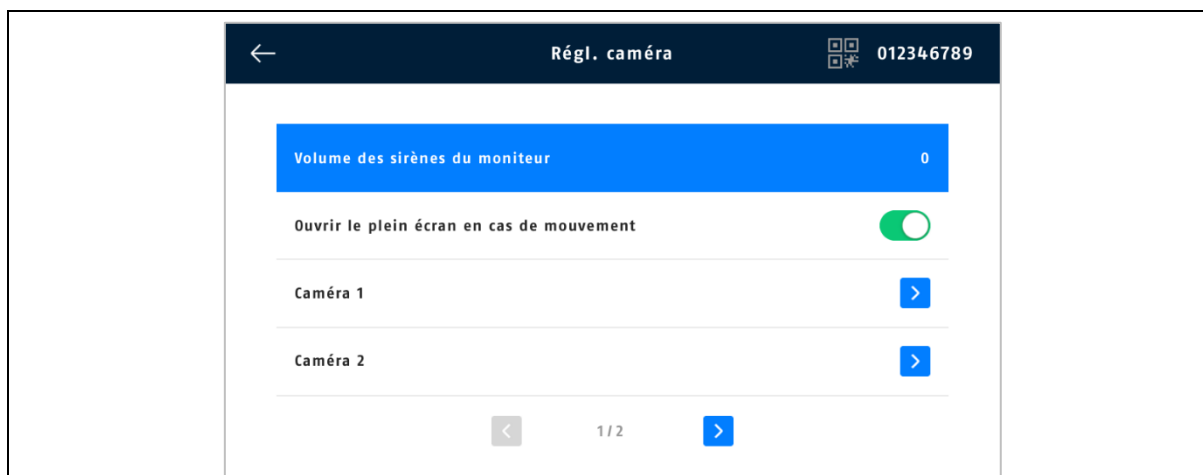 Régl. caméra 012346789
Volume des sirènes du moniteur 0
Ouvrir le plein écran en cas de mouvement
Caméra 1
Caméra 2
1/2